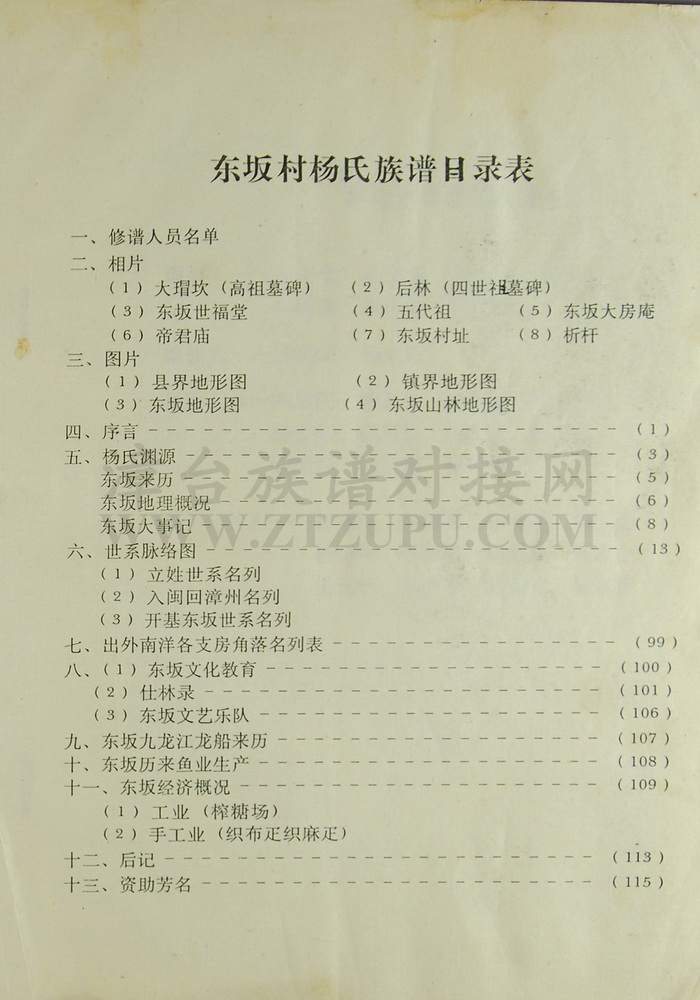 东坂村杨氏族谱目录表
一、修谱人员名单
二、相片
（1）大瑁坎（高祖墓碑） （2）后林（四世祖墓碑）
（3）东坂世福堂 （4）五代祖 （5）东坂大房庵
（6）帝君庙 （7）东坂村址 （8）析杆
三、图片
（1）县界地形图 （2）镇界地形图
（3）东坂地形图 （4）东坂山林地形图
四、序言－－－－－－－－－－－－－－－－－－－－（1）
五、杨氏渊源－－－－－－－－－－－－－－－－－－（3）
东坂来历－－－－－－－－－－－－－－－－－－（5）
东坂地理概况－－－－－－－－－－－－－－－－（6）
东坂大事记－－－－－－－－－－－－－－－－－（8）
六、世系脉络图－－－－－－－－－－－－－－－－－（13）
（1）立姓世系名列
（2）入闽回漳州名列
（3）开基东坂世系名列
七、出外南洋各支房角落名列表－－－－－－－－－－（99）
八、（1）东坂文化教育－－－－－－－－－－－－－－（100）
（2）仕林录－－－－－－－－－－－－－－－－－（101）
（3）东坂文艺乐队－－－－－－－－－－－－－－（106）
九、东坂九龙江龙船来历－－－－－－－－－－－－－（107）
十、东坂历来鱼业生产－－－－－－－－－－－－－－（108）
十一、东坂经济概况－－－－－－－－－－－－－－－（109）
（1）工业（榨糖场）
（2）手工业（织布疋织麻疋）
十二、后记－－－－－－－－－－－－－－－－－－－（113）
十三、资助芳名－－－－－－－－－－－－－－－－－（115）
台族谱对接网
WWW.ZTZUPU.COM